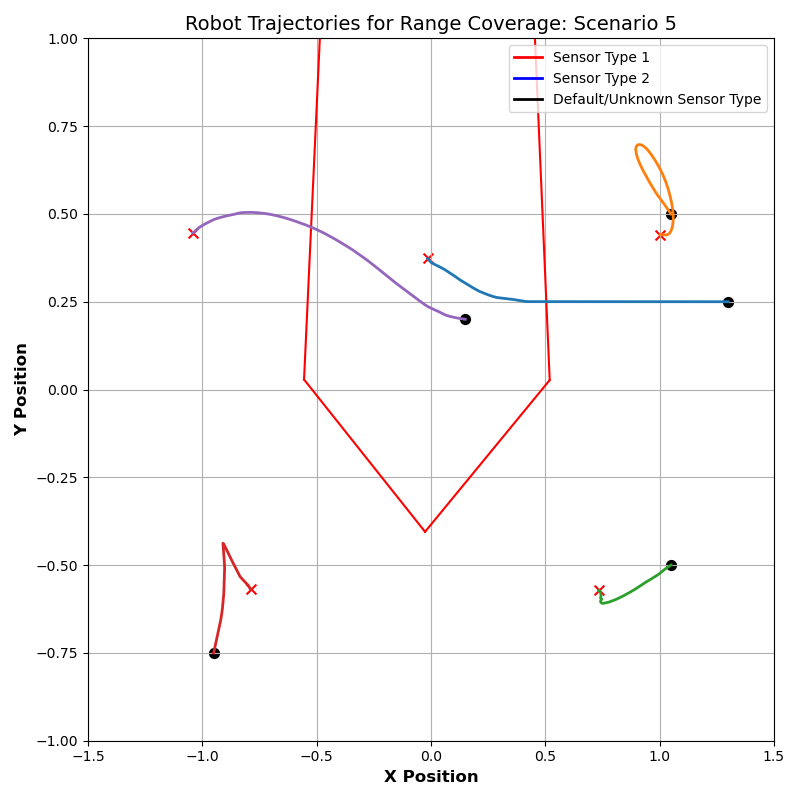 Robot Trajectories for Range Coverage: Scenario 5
Sensor Type 1
Sensor Type 2
Default/Unknown Sensor Type
1.00
0.75
0.50
0.25
0.00
−0.25
−0.50
−0.75
−1.00
Y Position
−1.5
−1.0
−0.5
0.0
0.5
1.0
1.5
X Position